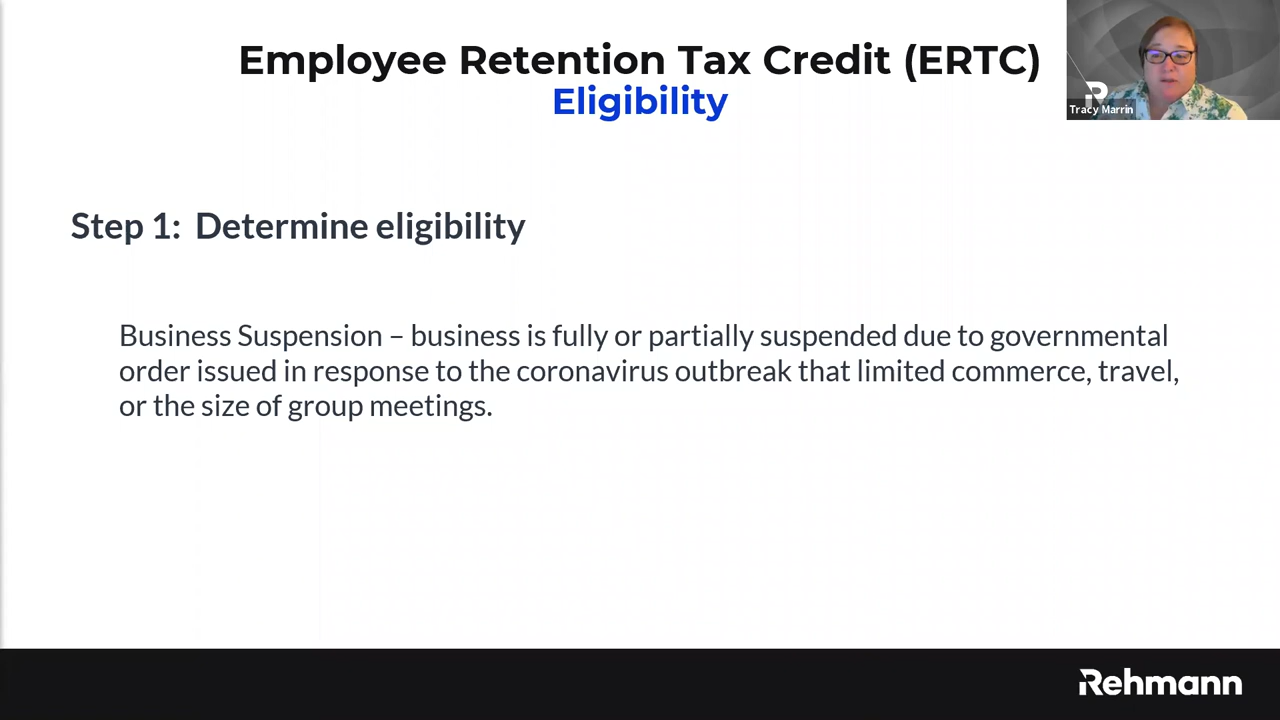 Employee Retention Tax Credit (ERTC)
Eligibility
Tracy Marrin
Step 1: Determine eligibility
Business Suspension – business is fully or partially suspended due to governmental
order issued in response to the coronavirus outbreak that limited commerce, travel,
or the size of group meetings.
Rehmann